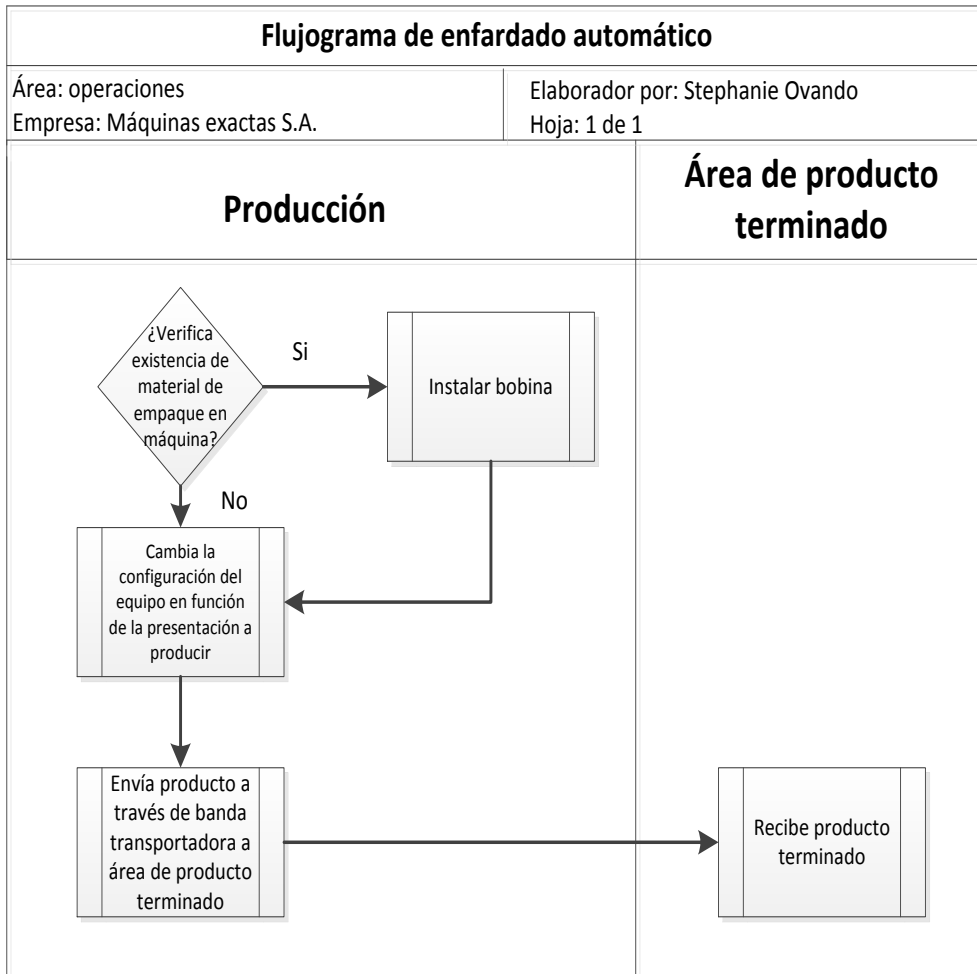 Flujograma de enfardado automático
Área: operaciones
Empresa: Máquinas exactas S.A.
Elaborador por: Stephanie Ovando
Hoja: 1 de 1
Producción
Área de producto
terminado
¿Verifica
existencia de
material de
empaque en
máquina?
Si
Instalar bobina
No
Cambia la
configuración del
equipo en función
de la presentación a
producir
Envía producto a
través de banda
transportadora a
área de producto
terminado
Recibe producto
terminado